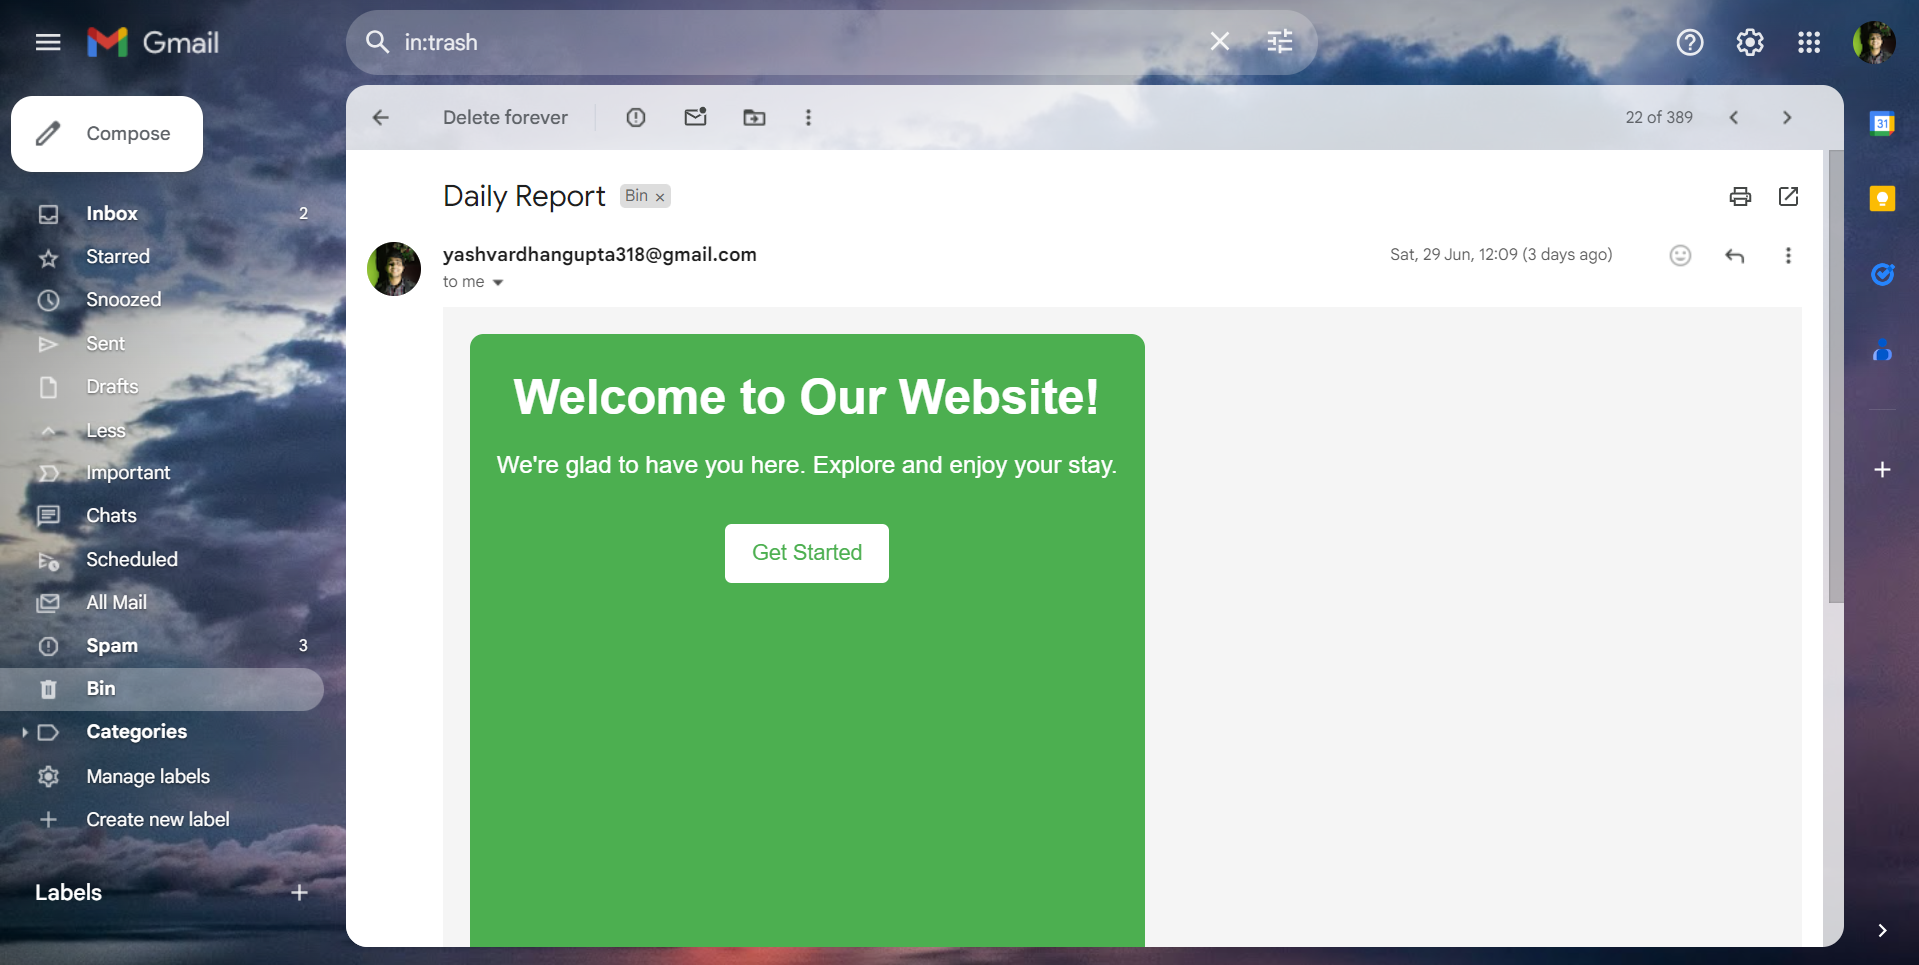 Gmail
in:trash
Compose
Delete forever
22 of 389
31
Inbox 2
Starred
Snoozed
Sent
Drafts
Less
Important
Chats
Scheduled
All Mail
Spam 3
Bin
Categories
Manage labels
Create new label
Labels
Daily Report Bin ×
yashvardhangupta318@gmail.com
Sat, 29 Jun, 12:09 (3 days ago)
to me
Welcome to Our Website!
We're glad to have you here. Explore and enjoy your stay.
Get Started